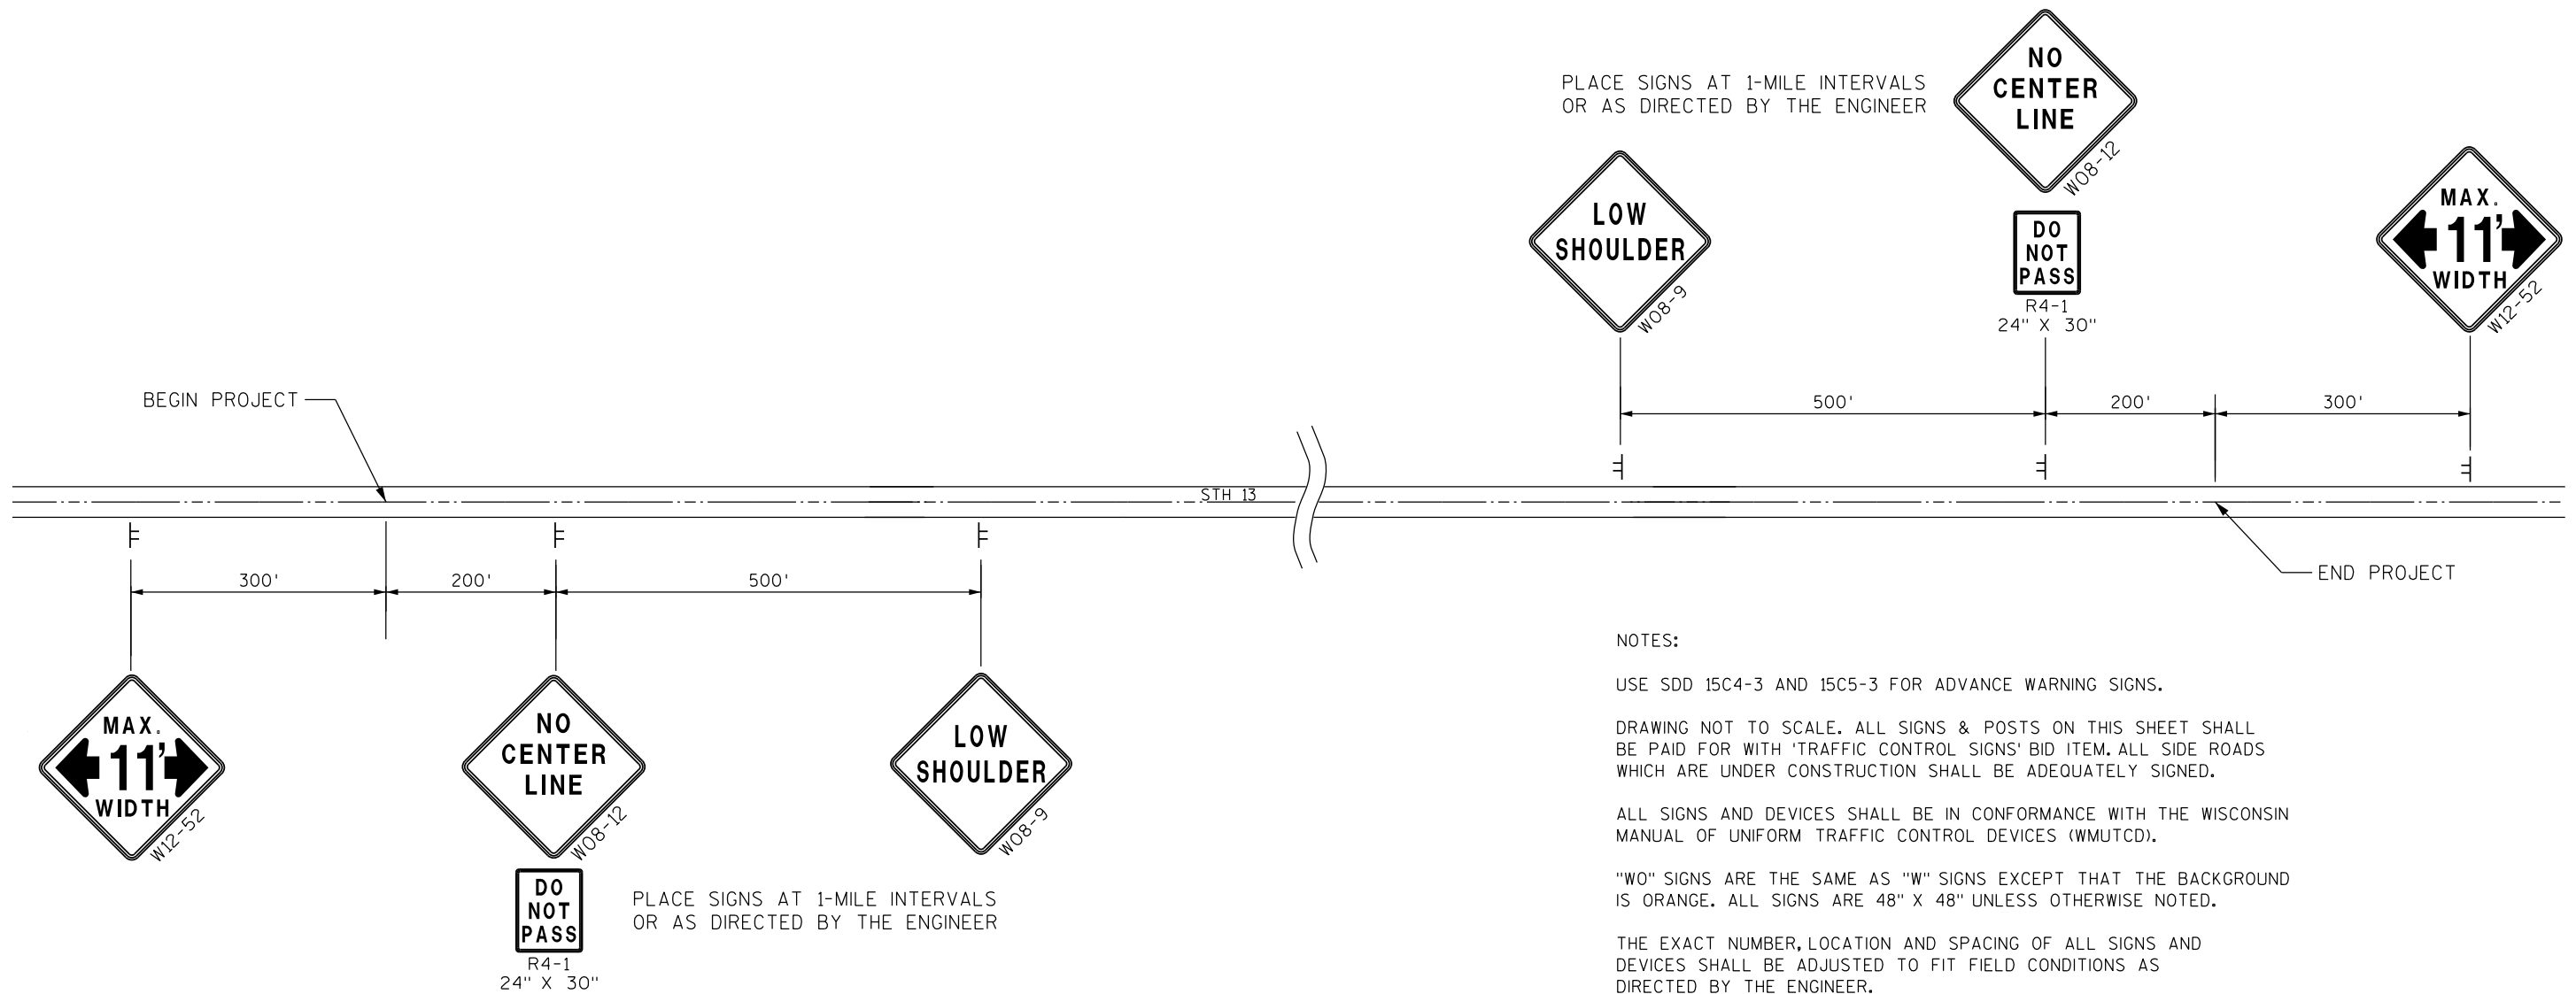 PLACE SIGNS AT 1-MILE INTERVALS
OR AS DIRECTED BY THE ENGINEER
NO
CENTER
LINE
WO8-12
DO
NOT
PASS
R4-1
24" X 30"
LOW
SHOULDER
WO8-9
MAX.
11'
WIDTH
W12-52
BEGIN PROJECT
500'
200'
300'
STH 13
END PROJECT
300'
200'
500'
MAX.
11'
WIDTH
W12-52
NO
CENTER
LINE
WO8-12
DO
NOT
PASS
R4-1
24" X 30"
LOW
SHOULDER
WO8-9
PLACE SIGNS AT 1-MILE INTERVALS
OR AS DIRECTED BY THE ENGINEER
NOTES:
USE SDD 15C4-3 AND 15C5-3 FOR ADVANCE WARNING SIGNS.
DRAWING NOT TO SCALE. ALL SIGNS & POSTS ON THIS SHEET SHALL
BE PAID FOR WITH 'TRAFFIC CONTROL SIGNS' BID ITEM. ALL SIDE ROADS
WHICH ARE UNDER CONSTRUCTION SHALL BE ADEQUATELY SIGNED.
ALL SIGNS AND DEVICES SHALL BE IN CONFORMANCE WITH THE WISCONSIN
MANUAL OF UNIFORM TRAFFIC CONTROL DEVICES (WMUTCD).
"WO" SIGNS ARE THE SAME AS "W" SIGNS EXCEPT THAT THE BACKGROUND
IS ORANGE. ALL SIGNS ARE 48" X 48" UNLESS OTHERWISE NOTED.
THE EXACT NUMBER, LOCATION AND SPACING OF ALL SIGNS AND
DEVICES SHALL BE ADJUSTED TO FIT FIELD CONDITIONS AS
DIRECTED BY THE ENGINEER.